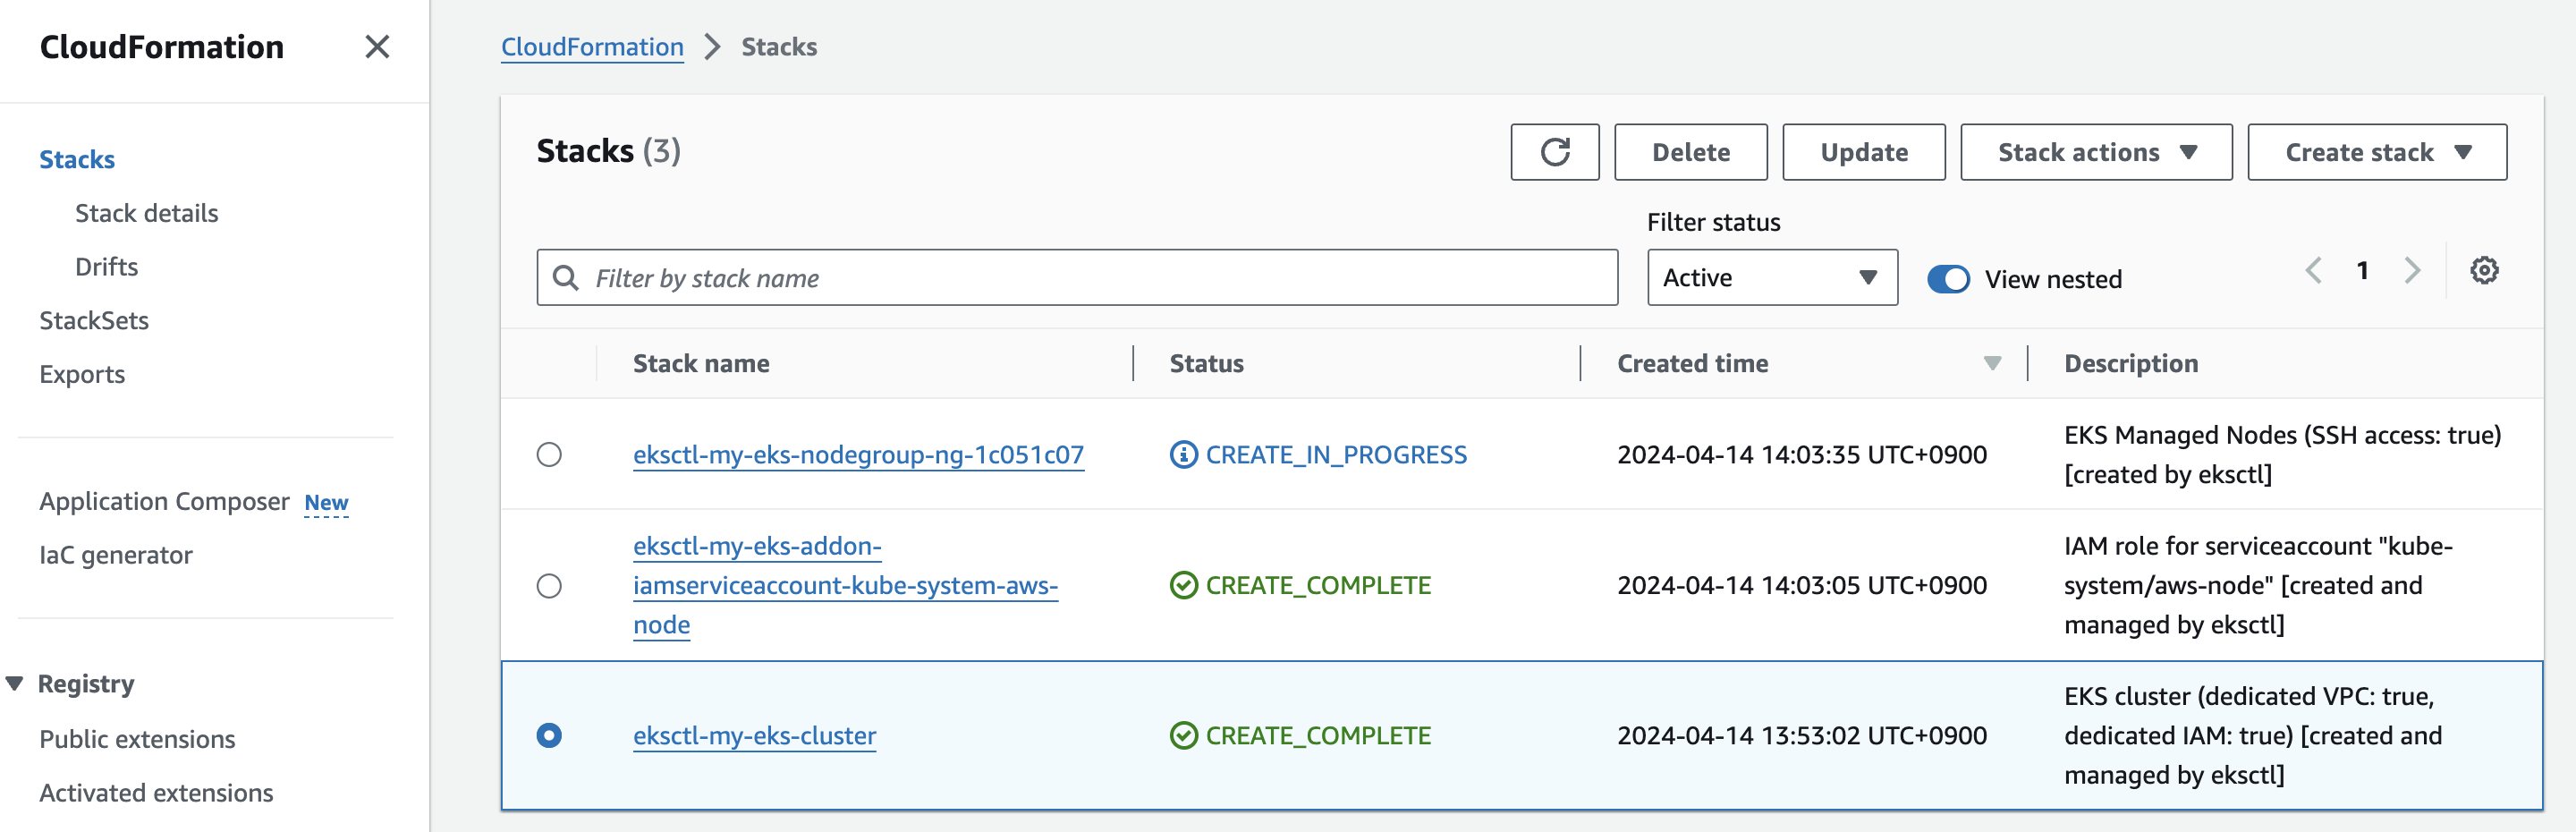 CloudFormation
Stacks
Stack details
Drifts
StackSets
Exports
Application Composer New
IaC generator
Registry
Public extensions
Activated extensions
CloudFormation > Stacks
Stacks (3)
Delete
Update
Stack actions
Create stack
Filter by stack name
Filter status
Active
View nested
1
Stack name
Status
Created time
Description
eksctl-my-eks-nodegroup-ng-1c051c07
CREATE_IN_PROGRESS
2024-04-14 14:03:35 UTC+0900
EKS Managed Nodes (SSH access: true)
[created by eksctl]
eksctl-my-eks-addon-
iamserviceaccount-kube-system-aws-
node
CREATE_COMPLETE
2024-04-14 14:03:05 UTC+0900
IAM role for serviceaccount "kube-
system/aws-node" [created and
managed by eksctl]
eksctl-my-eks-cluster
CREATE_COMPLETE
2024-04-14 13:53:02 UTC+0900
EKS cluster (dedicated VPC: true,
dedicated IAM: true) [created and
managed by eksctl]